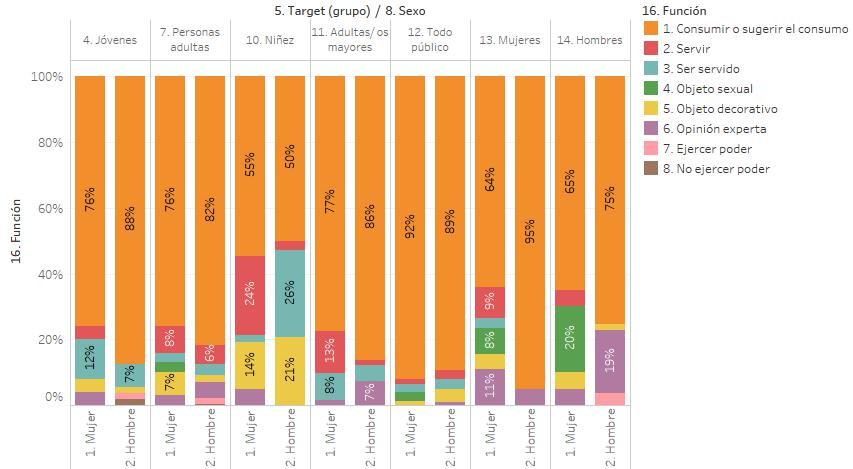 5. Target (grupo) / 8. Sexo
4. Jóvenes
7. Personas
adultas
10. Niñez
11. Adultas/os
mayores
12. Todo
público
13. Mujeres
14. Hombres
16. Función
1. Consumir o sugerir el consumo
2. Servir
3. Ser servido
4. Objeto sexual
5. Objeto decorativo
6. Opinión experta
7. Ejercer poder
8. No ejercer poder
16. Función
100%
80%
60%
40%
20%
0%
76%
12%
88%
7%
76%
8%
7%
82%
6%
55%
24%
14%
50%
26%
21%
77%
13%
8%
86%
7%
92%
89%
64%
9%
8%
11%
95%
65%
20%
75%
19%
1. Mujer
2. Hombre
1. Mujer
2. Hombre
1. Mujer
2. Hombre
1. Mujer
2. Hombre
1. Mujer
2. Hombre
1. Mujer
2. Hombre
1. Mujer
2. Hombre